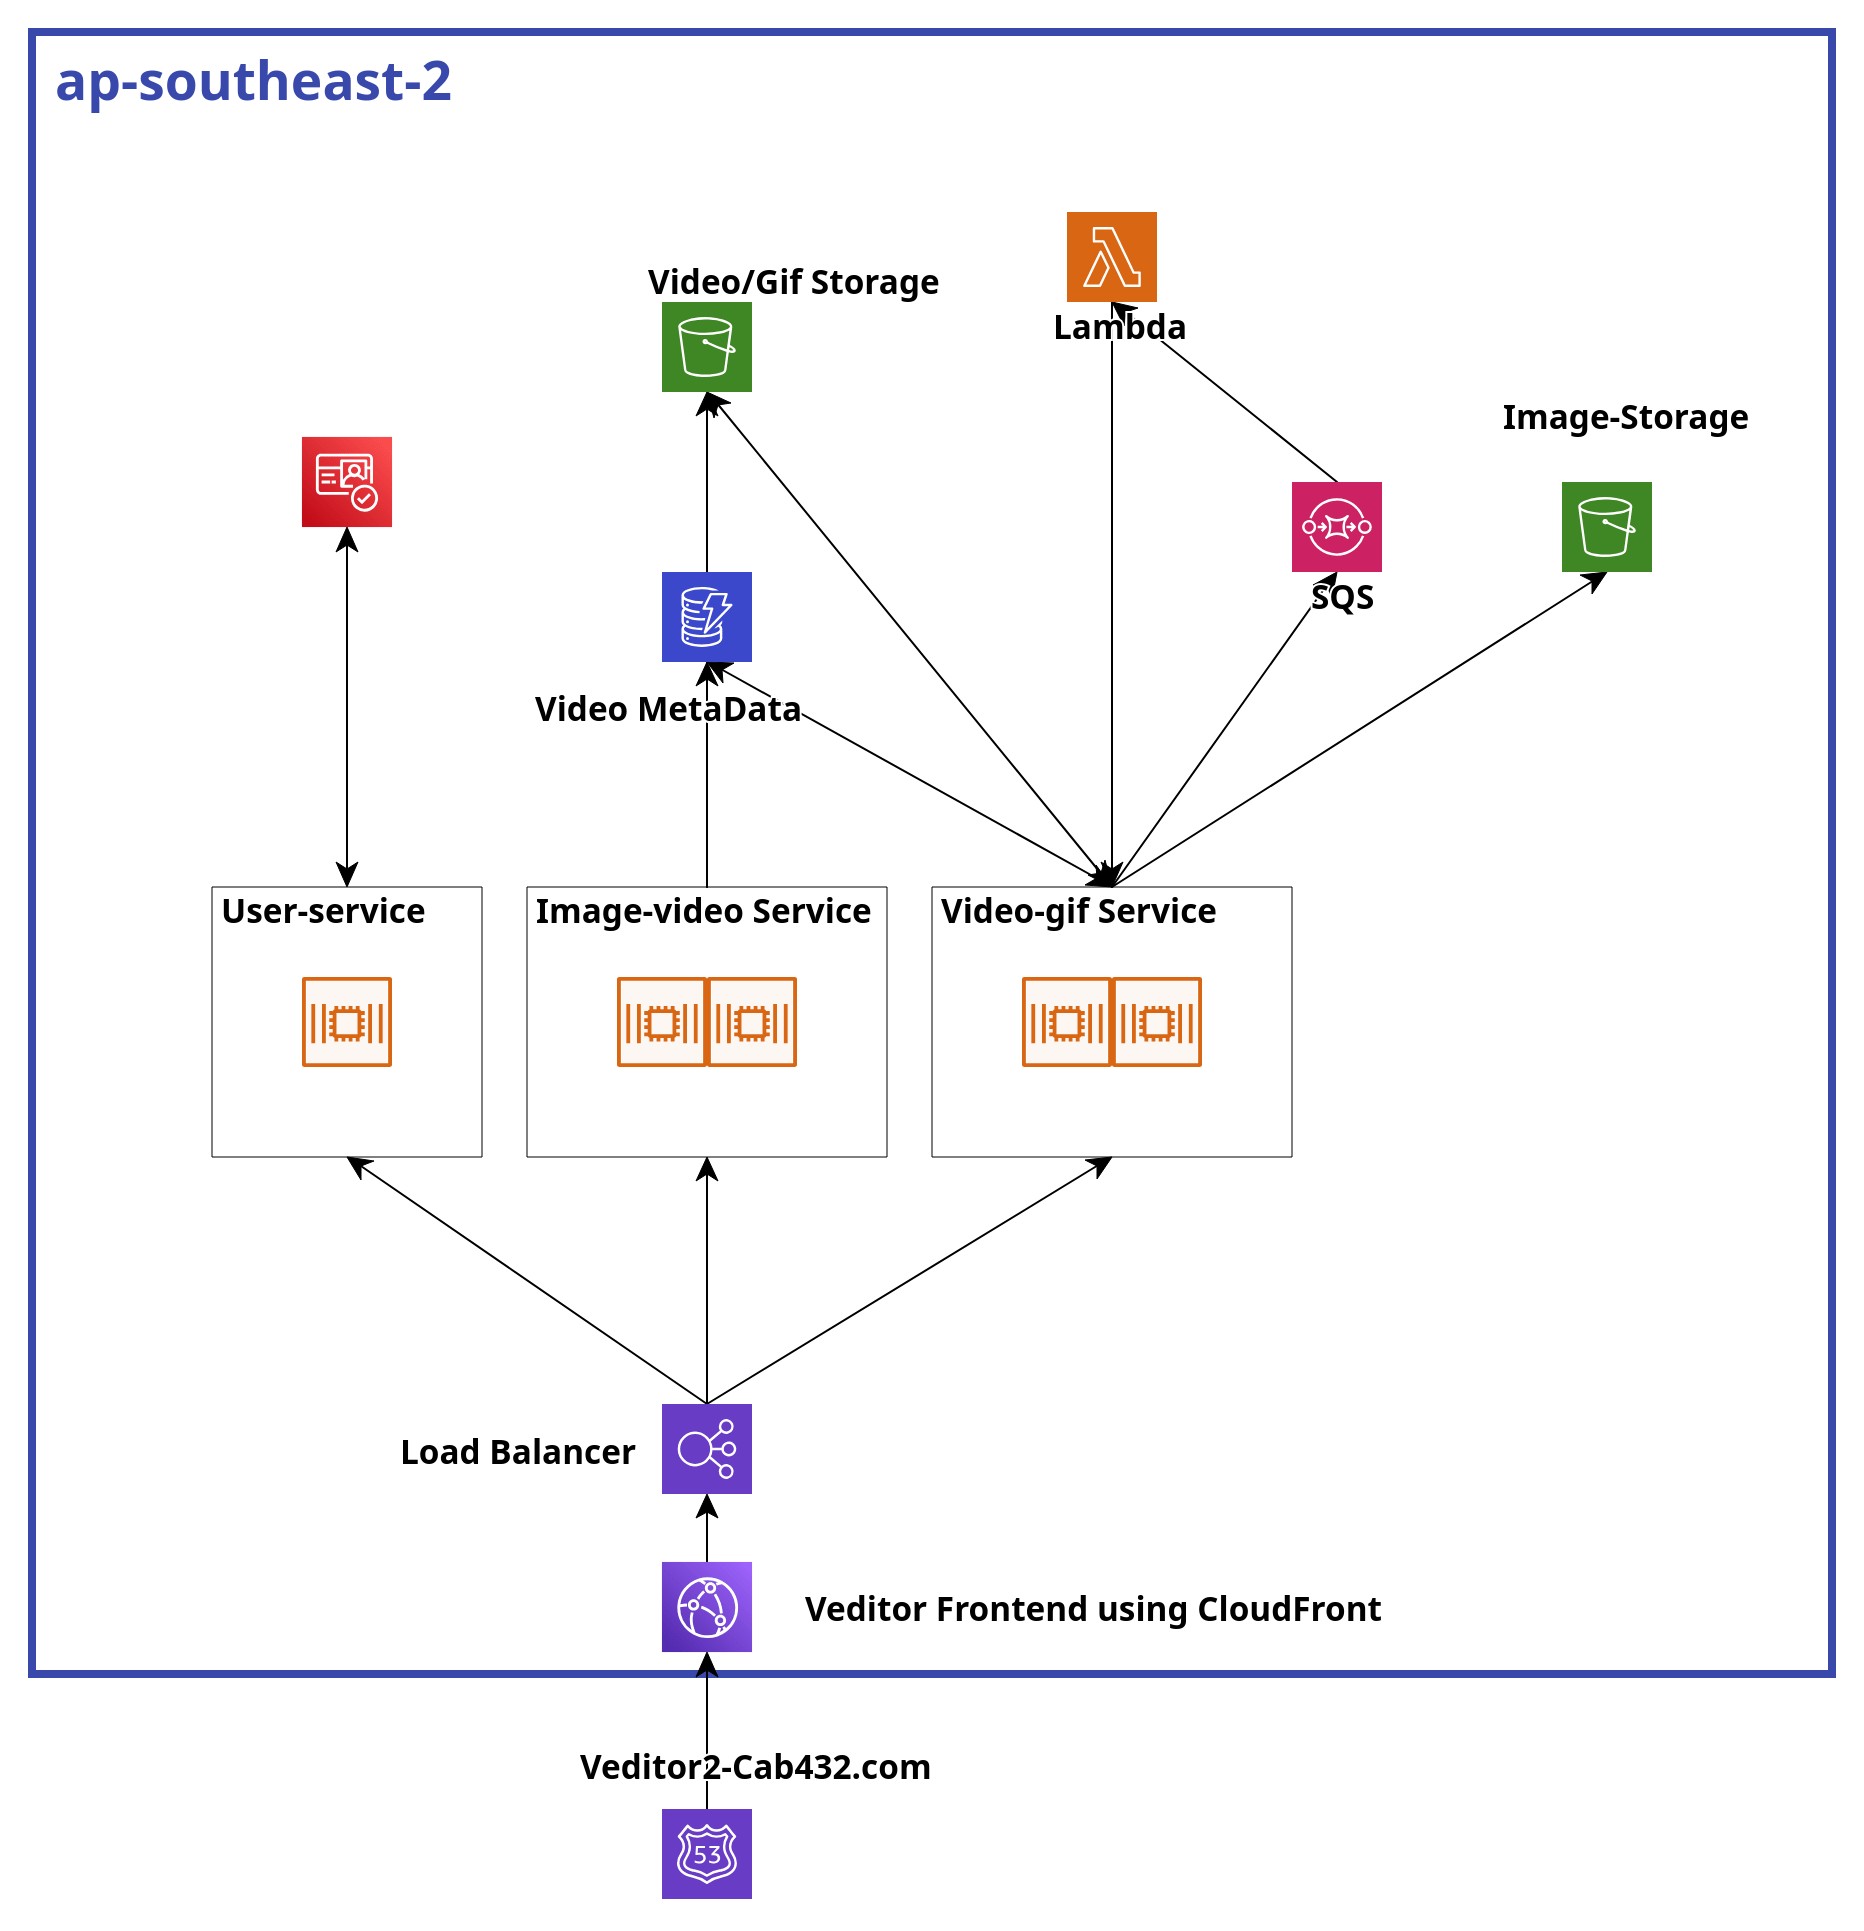 ap-southeast-2
Video/Gif Storage
Lambda
Image-Storage
SQS
Video MetaData
User-service
Image-video Service
Video-gif Service
Load Balancer
Veditor Frontend using CloudFront
Veditor2-Cab432.com
53